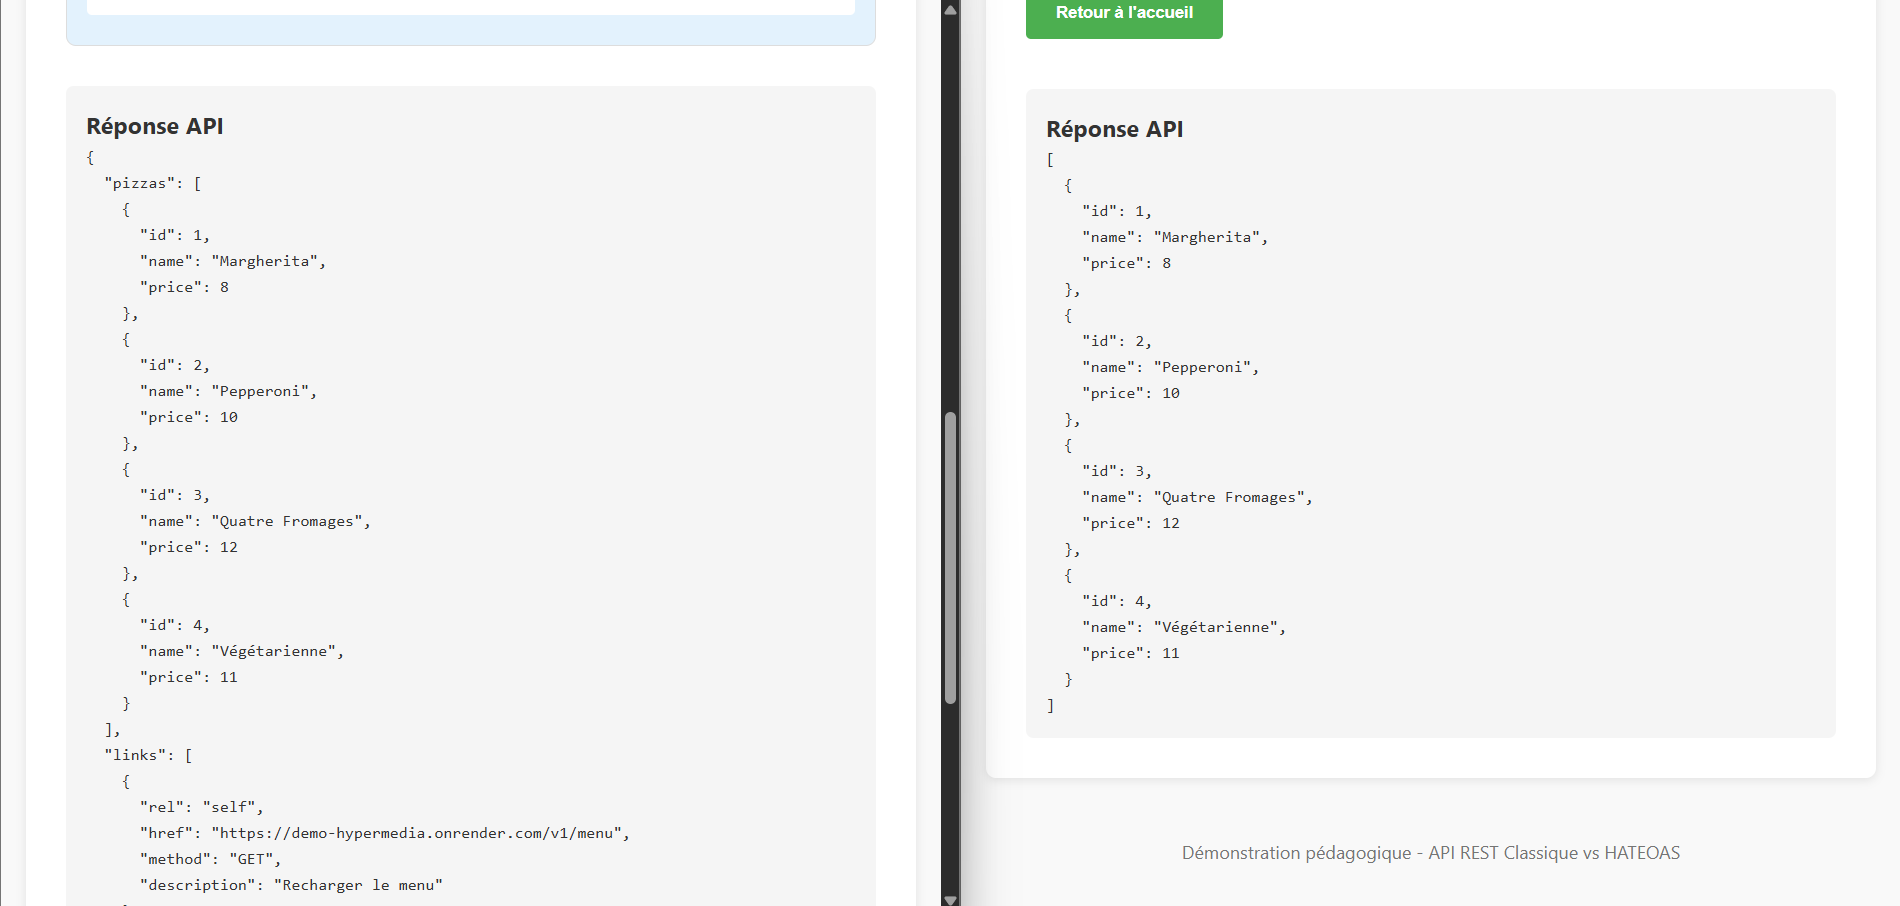 Réponse API
{
  "pizzas": [
    {
      "id": 1,
      "name": "Margherita",
      "price": 8
    },
    {
      "id": 2,
      "name": "Pepperoni",
      "price": 10
    },
    {
      "id": 3,
      "name": "Quatre Fromages",
      "price": 12
    },
    {
      "id": 4,
      "name": "Végétarienne",
      "price": 11
    }
  ],
  "links": [
    {
      "rel": "self",
      "href": "https://demo-hypermedia.onrender.com/v1/menu",
      "method": "GET",
      "description": "Recharger le menu"
Retour à l'accueil
Réponse API
[
  {
    "id": 1,
    "name": "Margherita",
    "price": 8
  },
  {
    "id": 2,
    "name": "Pepperoni",
    "price": 10
  },
  {
    "id": 3,
    "name": "Quatre Fromages",
    "price": 12
  },
  {
    "id": 4,
    "name": "Végétarienne",
    "price": 11
  }
]
Démonstration pédagogique - API REST Classique vs HATEOAS